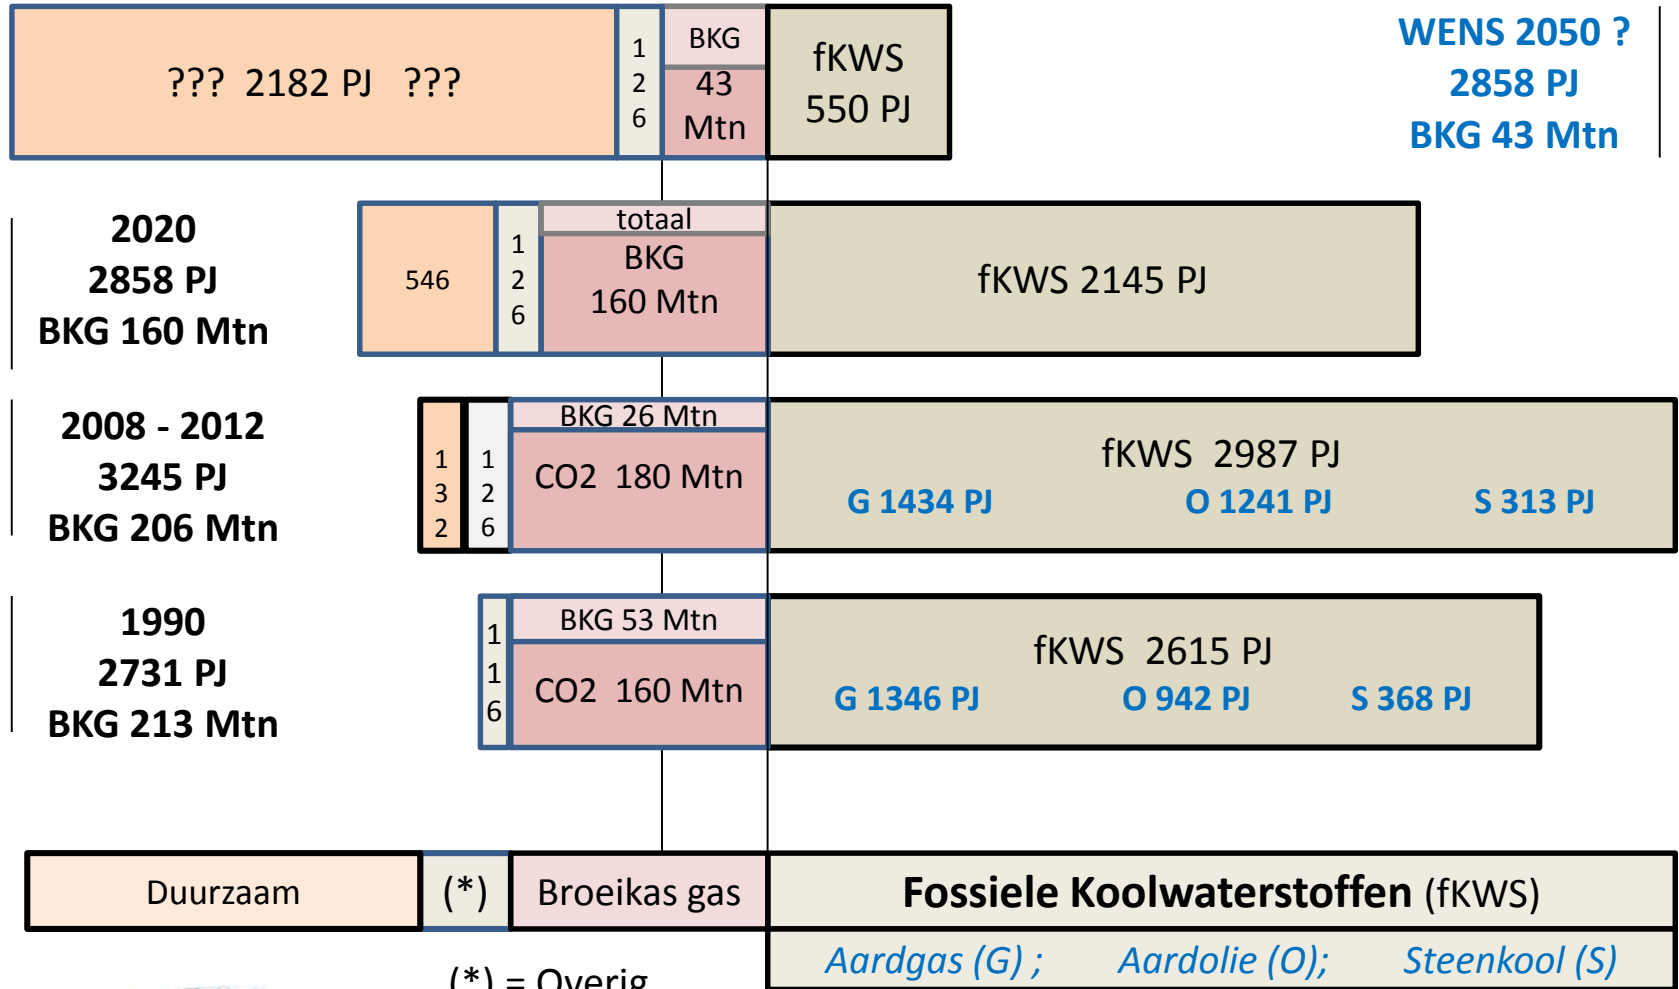 ??? 2182 PJ ???
1
2
6
BKG
43
Mtn
fKWS
550 PJ
WENS 2050 ?
2858 PJ
BKG 43 Mtn
2020
2858 PJ
BKG 160 Mtn
546
1
2
6
totaal
BKG
160 Mtn
fKWS 2145 PJ
2008 - 2012
3245 PJ
BKG 206 Mtn
1
3
2
1
2
6
BKG 26 Mtn
CO2 180 Mtn
fKWS 2987 PJ
G 1434 PJ O 1241 PJ S 313 PJ
1990
2731 PJ
BKG 213 Mtn
1
1
6
BKG 53 Mtn
CO2 160 Mtn
fKWS 2615 PJ
G 1346 PJ O 942 PJ S 368 PJ
Duurzaam (*) Broeikas gas Fossiele Koolwaterstoffen (fKWS)
Aardgas (G) ; Aardolie (O); Steenkool (S)
(*) = Overig